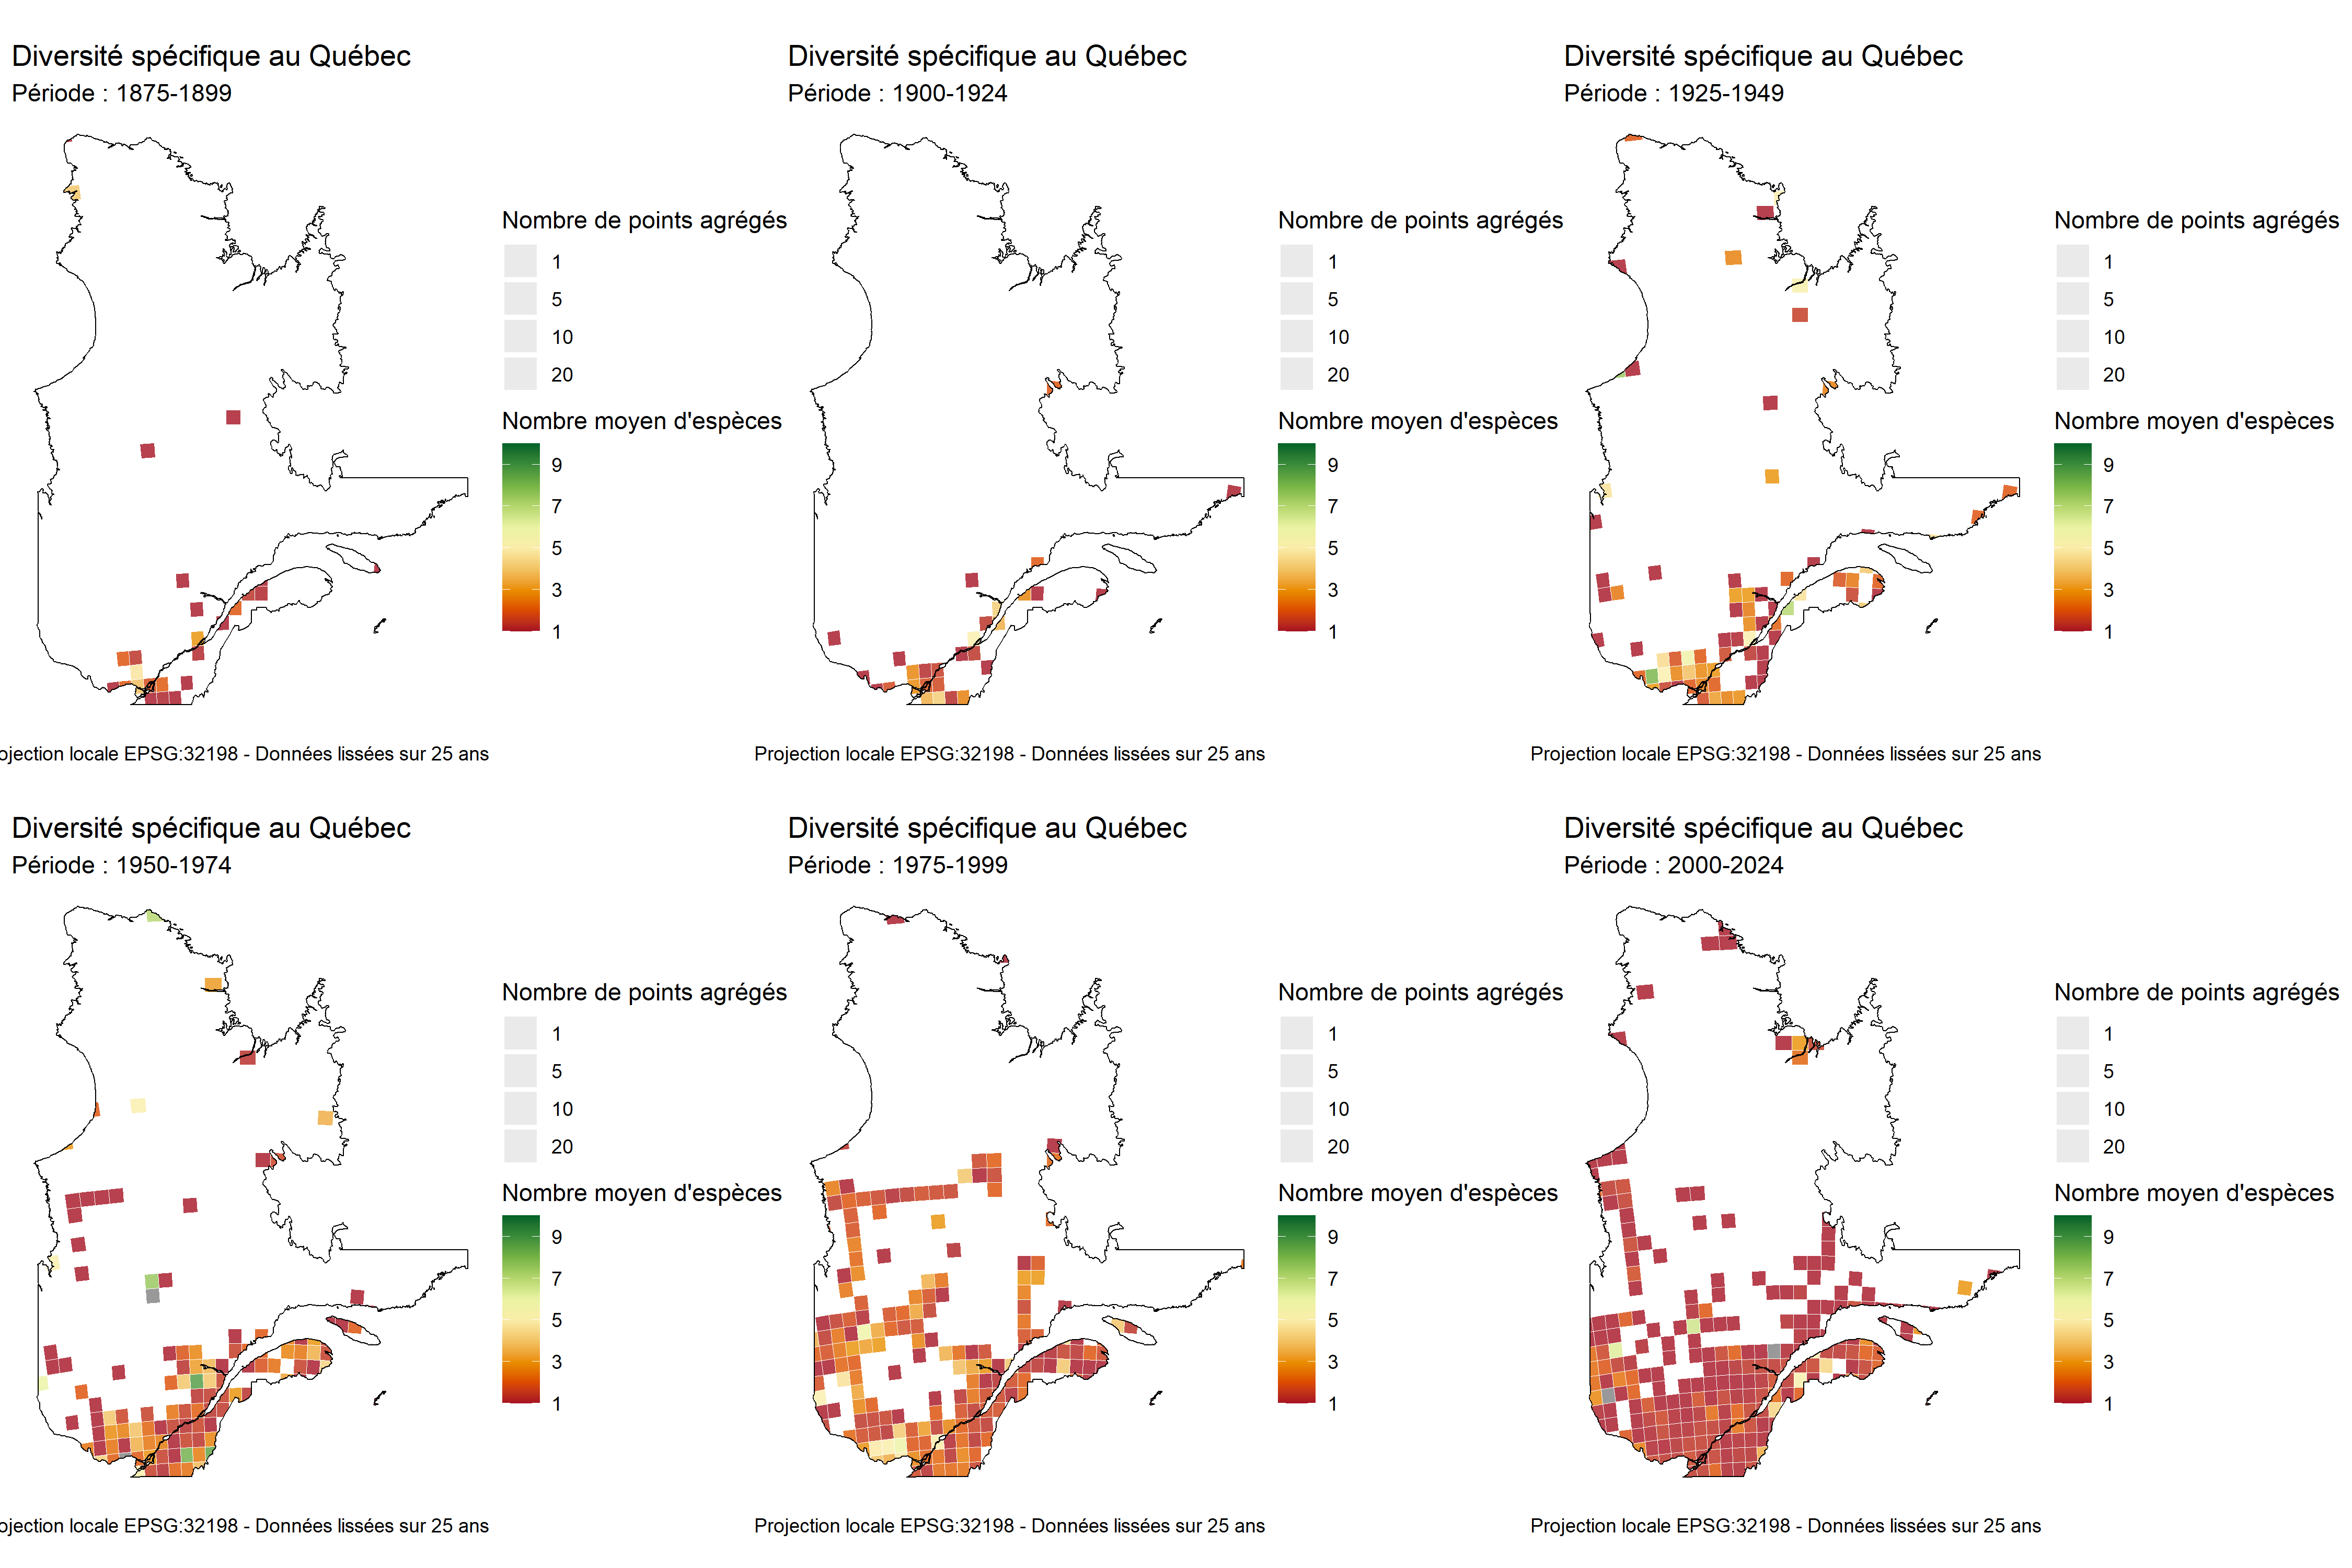 Diversité spécifique au Québec
Période : 1875-1899
Nombre de points agrégés
1
5
10
20
Nombre moyen d'espèces
9
7
5
3
1
ojection locale EPSG:32198 - Données lissées sur 25 ans
Diversité spécifique au Québec
Période : 1900-1924
Nombre de points agrégés
1
5
10
20
Nombre moyen d'espèces
9
7
5
3
1
Projection locale EPSG:32198 - Données lissées sur 25 ans
Diversité spécifique au Québec
Période : 1925-1949
Nombre de points agrégés
1
5
10
20
Nombre moyen d'espèces
9
7
5
3
1
Projection locale EPSG:32198 - Données lissées sur 25 ans
Diversité spécifique au Québec
Période : 1950-1974
Nombre de points agrégés
1
5
10
20
Nombre moyen d'espèces
9
7
5
3
1
ojection locale EPSG:32198 - Données lissées sur 25 ans
Diversité spécifique au Québec
Période : 1975-1999
Nombre de points agrégés
1
5
10
20
Nombre moyen d'espèces
9
7
5
3
1
Projection locale EPSG:32198 - Données lissées sur 25 ans
Diversité spécifique au Québec
Période : 2000-2024
Nombre de points agrégés
1
5
10
20
Nombre moyen d'espèces
9
7
5
3
1
Projection locale EPSG:32198 - Données lissées sur 25 ans